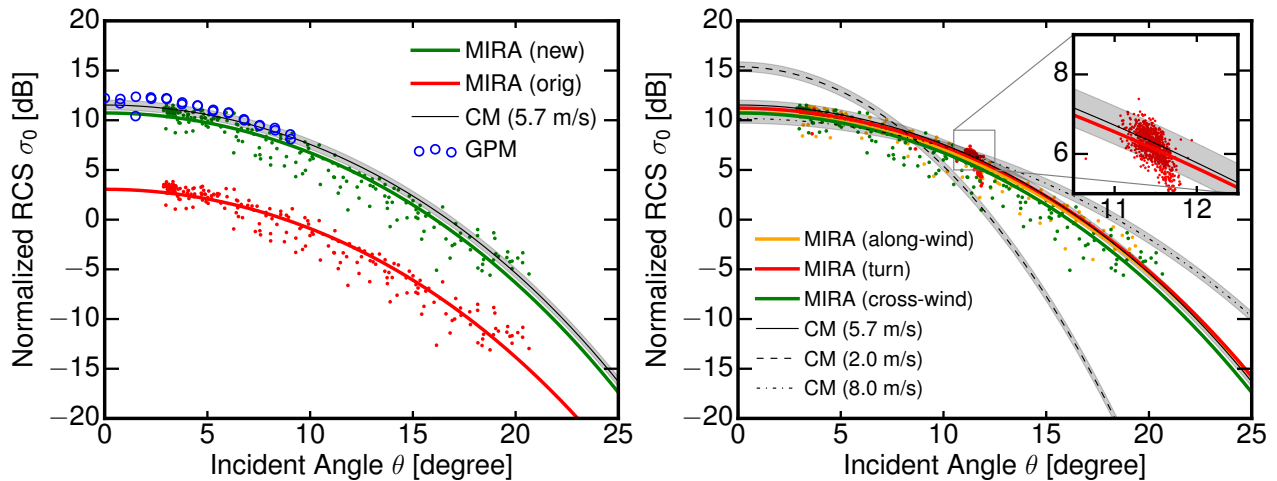 20
15
10
5
0
−5
−10
−15
−20
0
5
10
15
20
25
Normalized RCS σ₀ [dB]
Incident Angle θ [degree]
MIRA (new)
MIRA (orig)
CM (5.7 m/s)
GPM
20
15
10
5
0
−5
−10
−15
−20
0
5
10
15
20
25
Normalized RCS σ₀ [dB]
Incident Angle θ [degree]
8
6
11
12
MIRA (along-wind)
MIRA (turn)
MIRA (cross-wind)
CM (5.7 m/s)
CM (2.0 m/s)
CM (8.0 m/s)